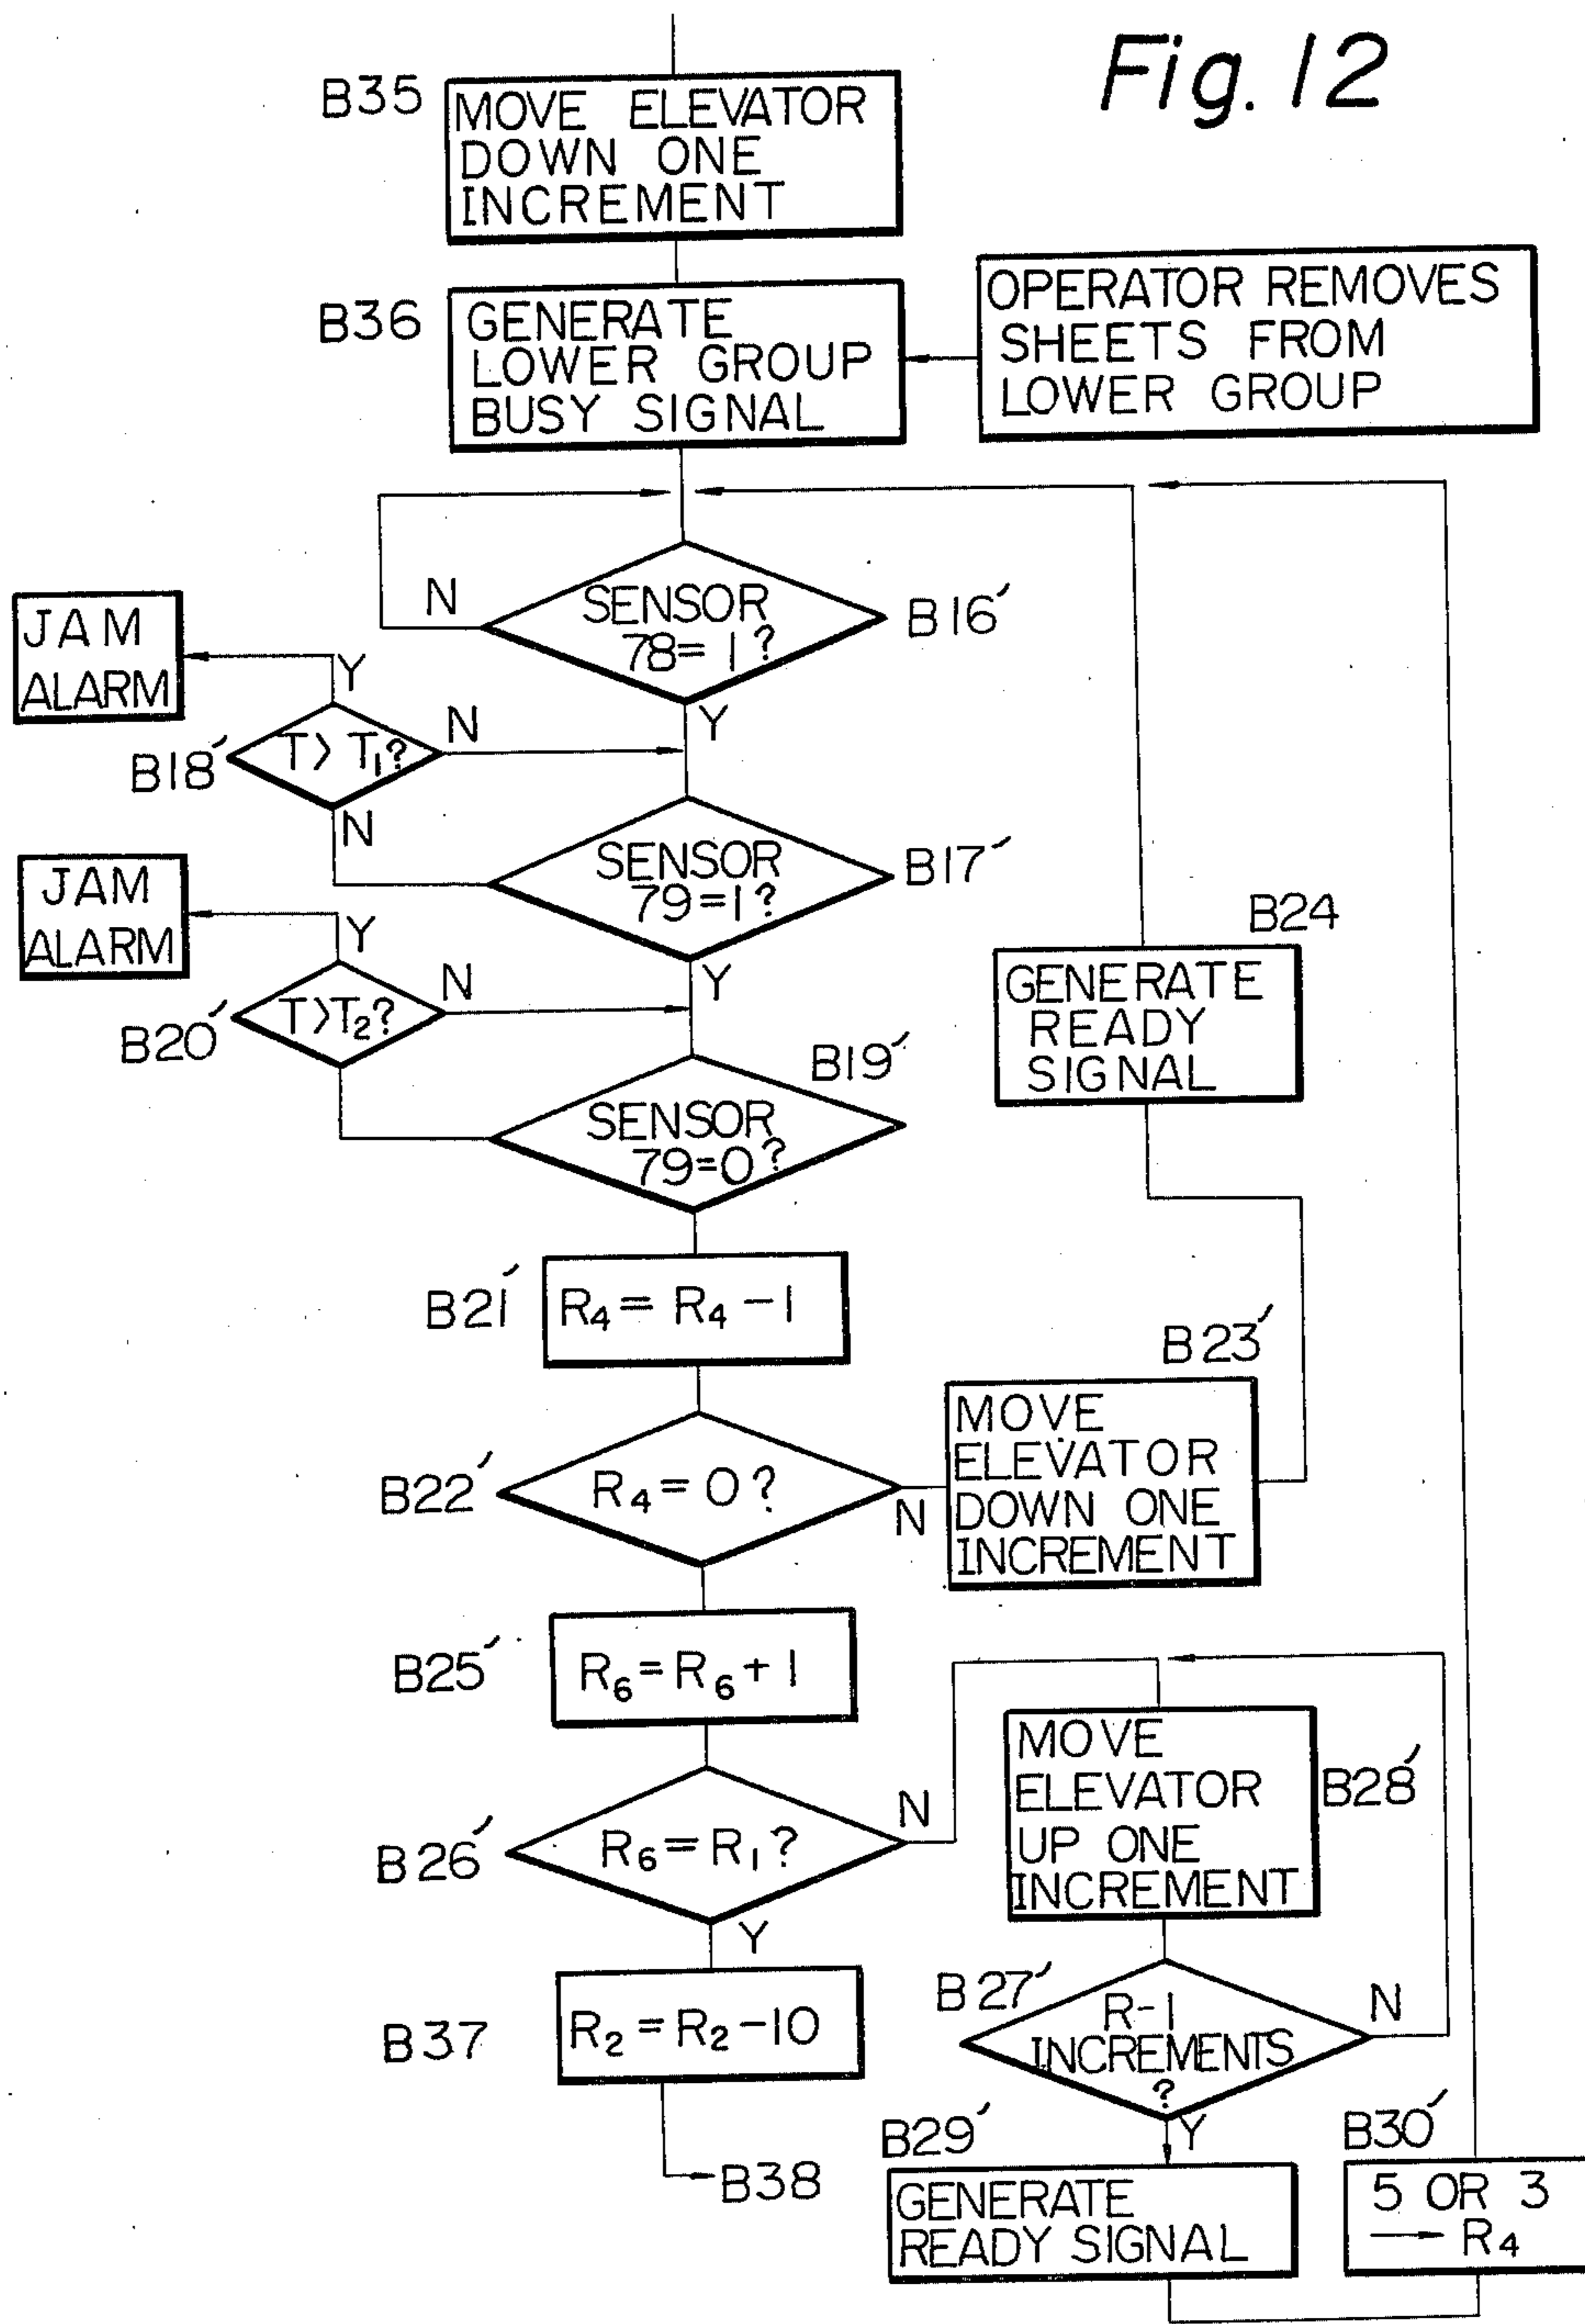 Fig. 12
B35
MOVE ELEVATOR
DOWN ONE
INCREMENT
B36
GENERATE
LOWER GROUP
BUSY SIGNAL
OPERATOR REMOVES
SHEETS FROM
LOWER GROUP
N
SENSOR
78=1?
B16′
Y
JAM
ALARM
Y
T>T₁?
N
B18′
N
SENSOR
79=1?
B17′
Y
JAM
ALARM
Y
T>T₂?
N
B20′
SENSOR
79=0?
B19′
B24
GENERATE
READY
SIGNAL
B21′
R₄=R₄-1
B22′
R₄=0?
N
B23′
MOVE
ELEVATOR
DOWN ONE
INCREMENT
B25′
R₆=R₆+1
B26′
R₆=R₁?
N
Y
MOVE
ELEVATOR
UP ONE
INCREMENT
B28′
B27′
R-1
INCREMENTS
?
N
Y
B37
R₂=R₂-10
B38
B29′
GENERATE
READY SIGNAL
B30′
5 OR 3
→ R₄